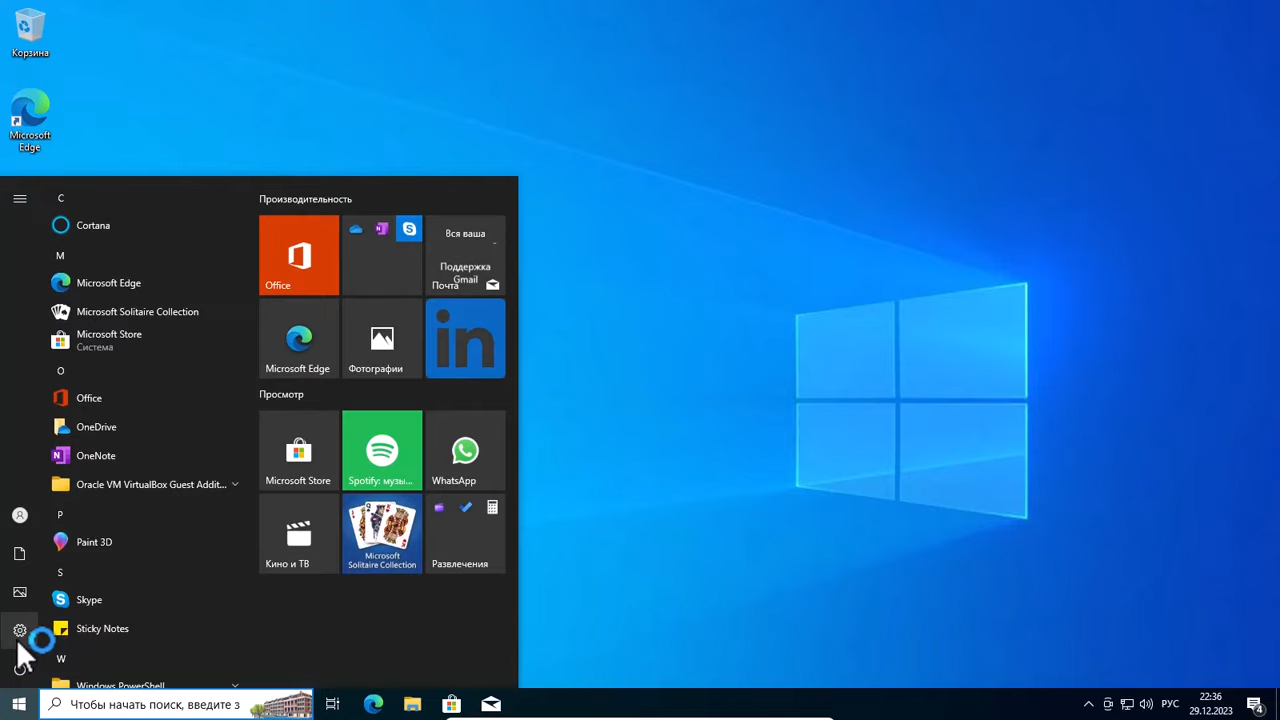 Корзина
Microsoft
Edge
C
Cortana
M
Microsoft Edge
Microsoft Solitaire Collection
Microsoft Store
Система
O
Office
OneDrive
OneNote
Oracle VM VirtualBox Guest Addit...
P
Paint 3D
S
Skype
Sticky Notes
W
Windows PowerShell
Производительность
Office
Вся ваша
Поддержка
Gmail
Почта
Microsoft Edge
Фотографии
in
Просмотр
Microsoft Store
Spotify: музы...
WhatsApp
Кино и ТВ
Microsoft
Solitaire Collection
Развлечения
Чтобы начать поиск, введите з
РУС
22:36
29.12.2023
4